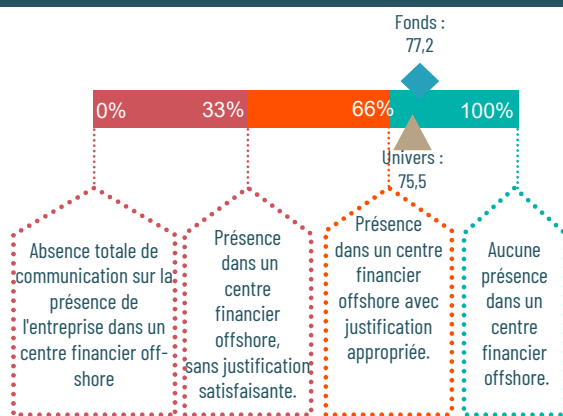 Fonds :
77,2
0%
33%
66%
100%
Univers :
75,5
Absence totale de
communication sur la
présence de
l'entreprise dans un
centre financier off-
shore
Présence
dans un
centre
financier
offshore,
sans justification
satisfaisante.
Présence
dans un centre
financier
offshore avec
justification
appropriée.
Aucune
présence
dans un
centre
financier
offshore.